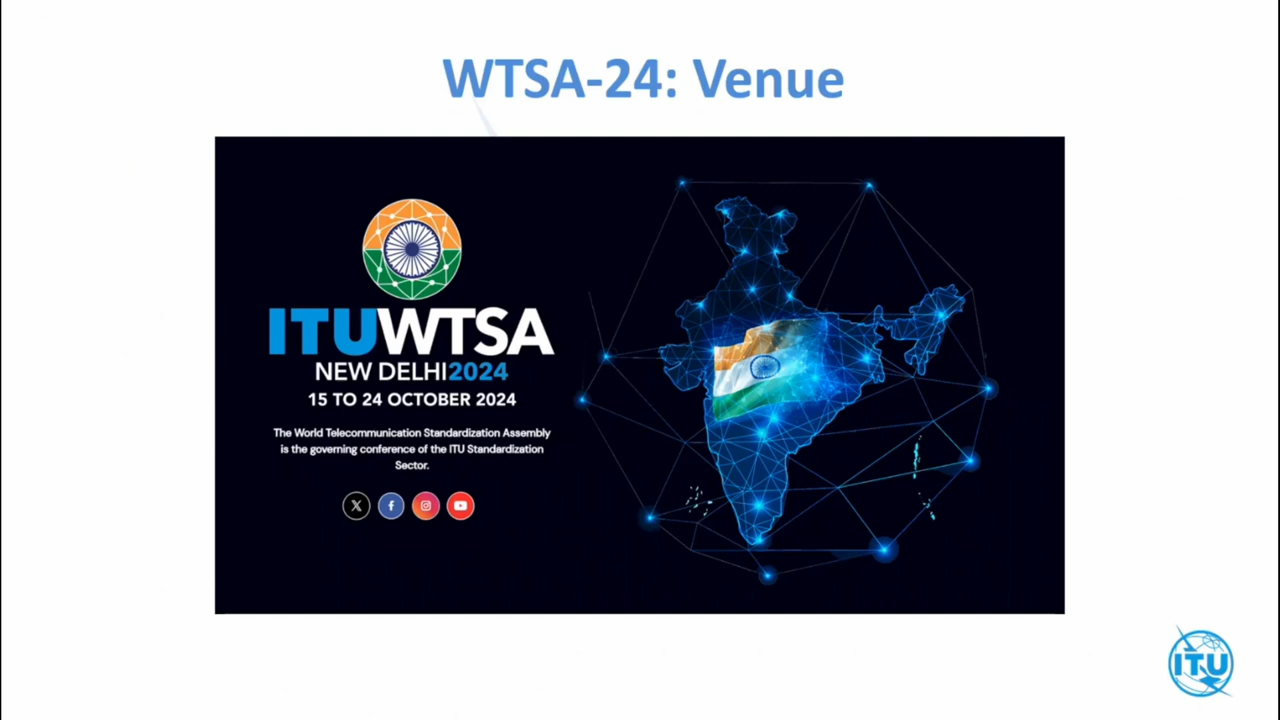 WTSA-24: Venue
ITUWTSA
NEW DELHI2024
15 TO 24 OCTOBER 2024
The World Telecommunication Standardization Assembly
is the governing conference of the ITU Standardization
Sector.
ITU